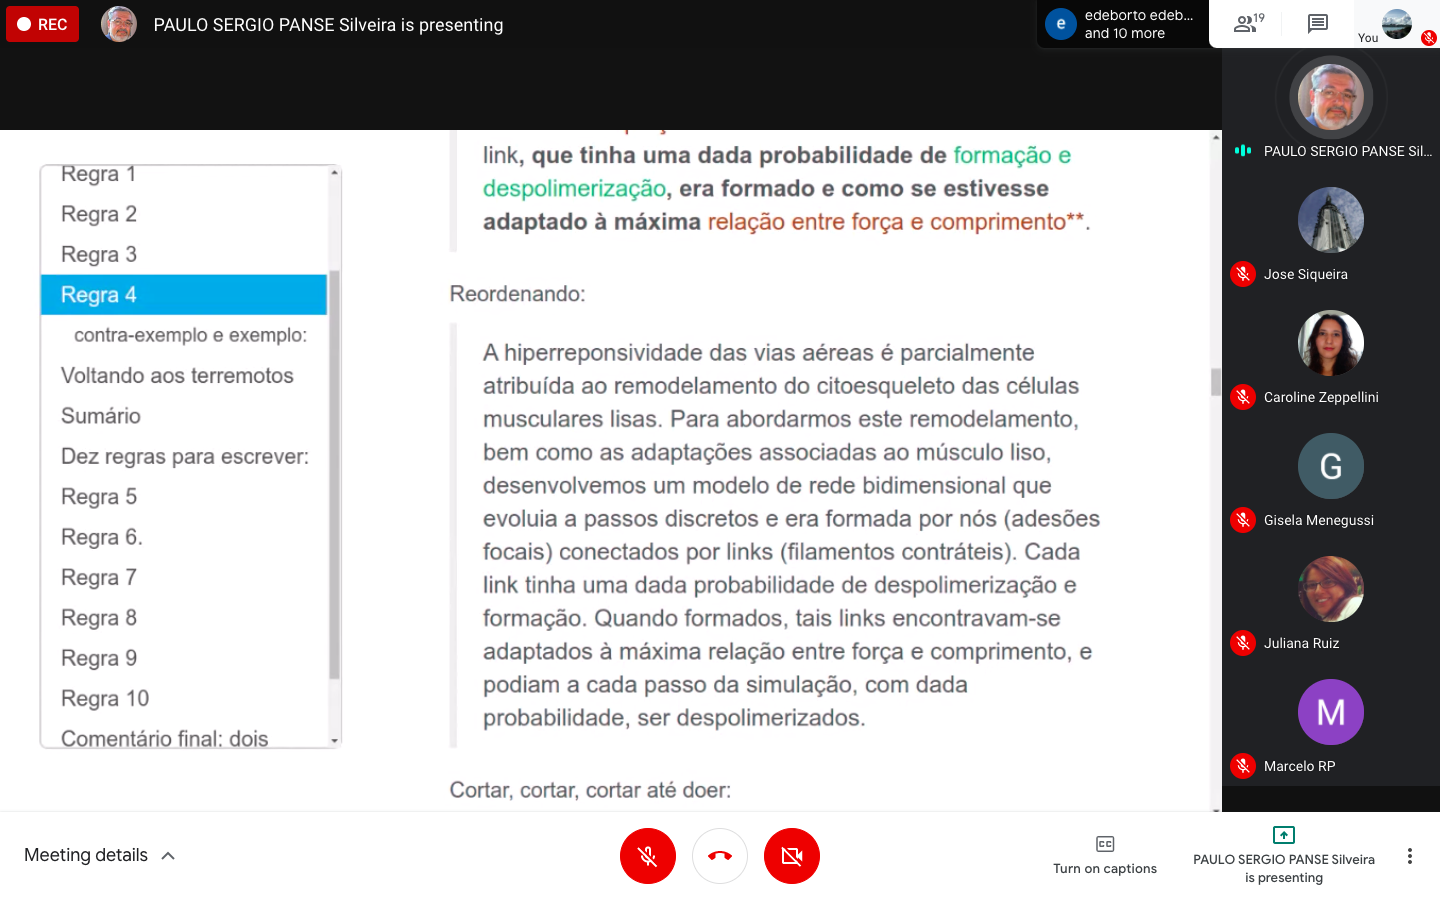 REC
PAULO SERGIO PANSE Silveira is presenting
e
edeborto edeb...
and 10 more
19
You
Regra 1
Regra 2
Regra 3
Regra 4
contra-exemplo e exemplo:
Voltando aos terremotos
Sumário
Dez regras para escrever:
Regra 5
Regra 6.
Regra 7
Regra 8
Regra 9
Regra 10
Comentário final: dois
link, que tinha uma dada probabilidade de formação e
despolimerização, era formado e como se estivesse
adaptado à máxima relação entre força e comprimento**.
Reordenando:
A hiperreponsividade das vias aéreas é parcialmente
atribuída ao remodelamento do citoesqueleto das células
musculares lisas. Para abordarmos este remodelamento,
bem como as adaptações associadas ao músculo liso,
desenvolvemos um modelo de rede bidimensional que
evoluia a passos discretos e era formada por nós (adesões
focais) conectados por links (filamentos contráteis). Cada
link tinha uma dada probabilidade de despolimerização e
formação. Quando formados, tais links encontravam-se
adaptados à máxima relação entre força e comprimento, e
podiam a cada passo da simulação, com dada
probabilidade, ser despolimerizados.
Cortar, cortar, cortar até doer:
PAULO SERGIO PANSE Sil...
Jose Siqueira
Caroline Zeppellini
G
Gisela Menegussi
Juliana Ruiz
M
Marcelo RP
Meeting details
CC
Turn on captions
PAULO SERGIO PANSE Silveira
is presenting